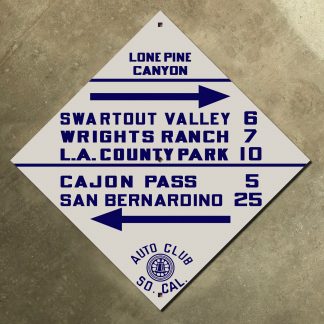 LONE PINE
CANYON
SWARTOUT VALLEY 6
WRIGHTS RANCH 7
L.A. COUNTY PARK 10
CAJON PASS 5
SAN BERNARDINO 25
AUTO CLUB
SO. CAL.